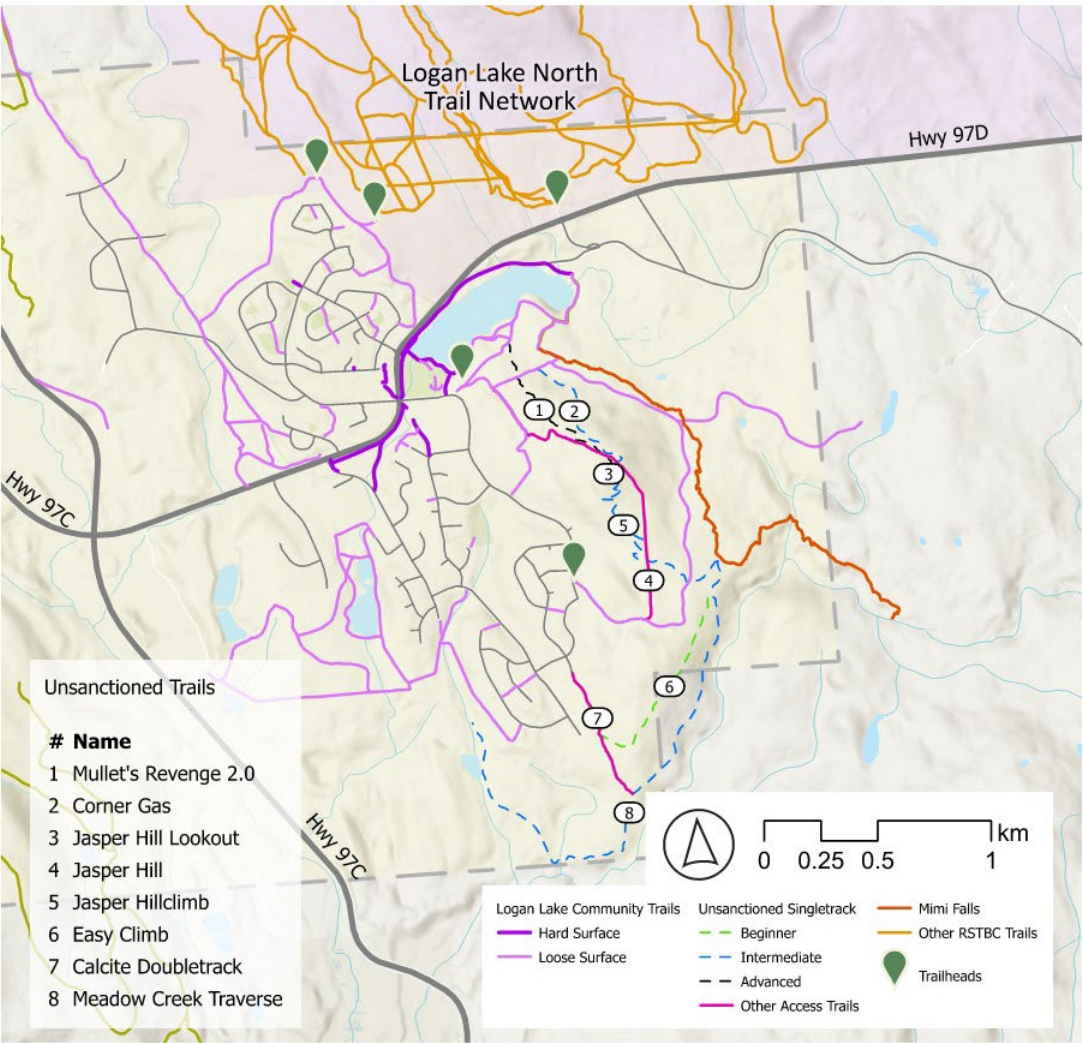 Logan Lake North
Trail Network
Hwy 97D
Hwy 97C
1
2
3
5
4
6
7
8
Hwy 97C
Unsanctioned Trails
# Name
1 Mullet's Revenge 2.0
2 Corner Gas
3 Jasper Hill Lookout
4 Jasper Hill
5 Jasper Hillclimb
6 Easy Climb
7 Calcite Doubletrack
8 Meadow Creek Traverse
km
0 0.25 0.5 1
Logan Lake Community Trails
Hard Surface
Loose Surface
Unsanctioned Singletrack
Beginner
Intermediate
Advanced
Other Access Trails
Mimi Falls
Other RSTBC Trails
Trailheads